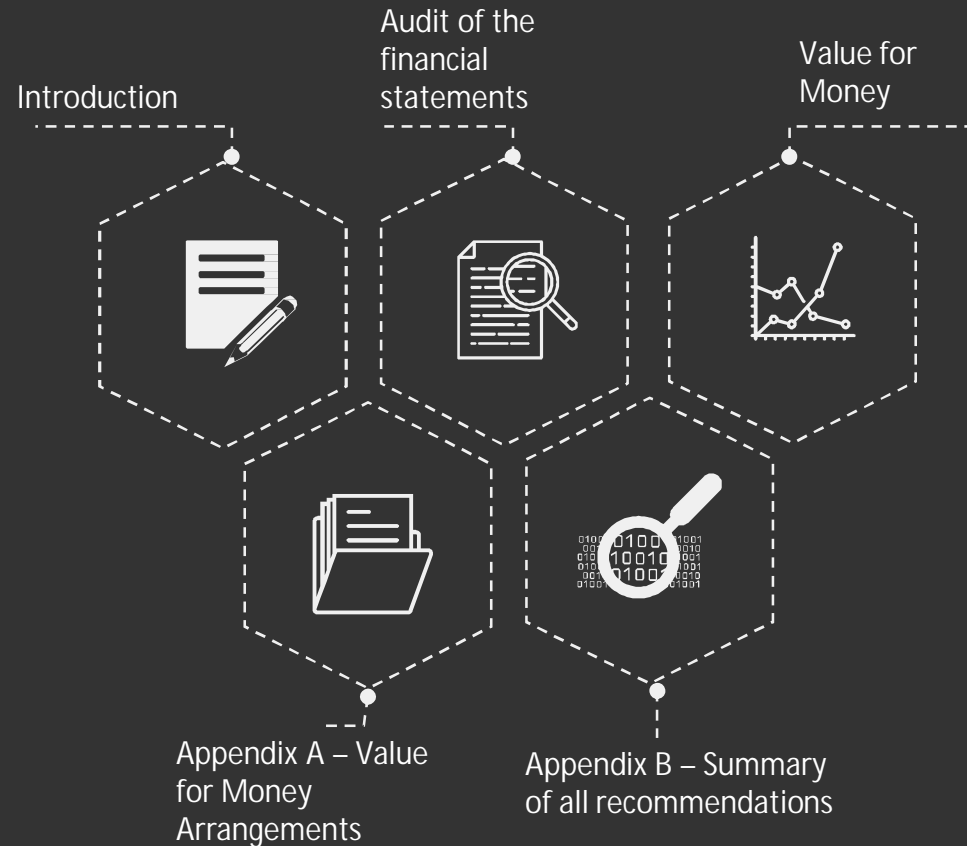 Introduction
Audit of the
financial
statements
Value for
Money
Appendix A – Value
for Money
Arrangements
Appendix B – Summary
of all recommendations